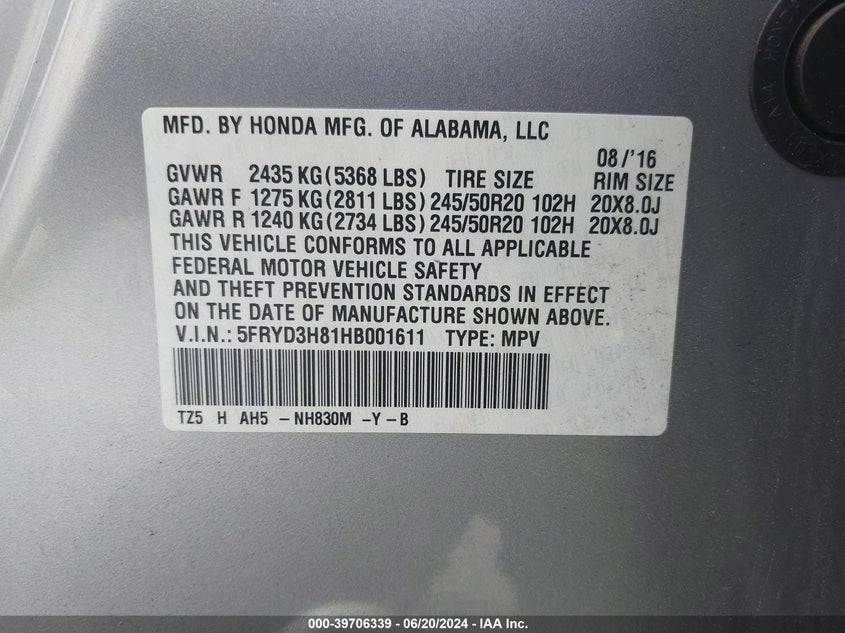 MFD. BY HONDA MFG. OF ALABAMA, LLC
08/'16
GVWR 2435 KG(5368 LBS) TIRE SIZE RIM SIZE
GAWR F 1275 KG(2811 LBS) 245/50R20 102H 20X8.0J
GAWR R 1240 KG(2734 LBS) 245/50R20 102H 20X8.0J
THIS VEHICLE CONFORMS TO ALL APPLICABLE
FEDERAL MOTOR VEHICLE SAFETY
AND THEFT PREVENTION STANDARDS IN EFFECT
ON THE DATE OF MANUFACTURE SHOWN ABOVE.
V.I.N.: 5FRYD3H81HB001611 TYPE: MPV
TZ5 H AH5 -NH830M -Y-B
000-39706339 - 06/20/2024 - IAA Inc.